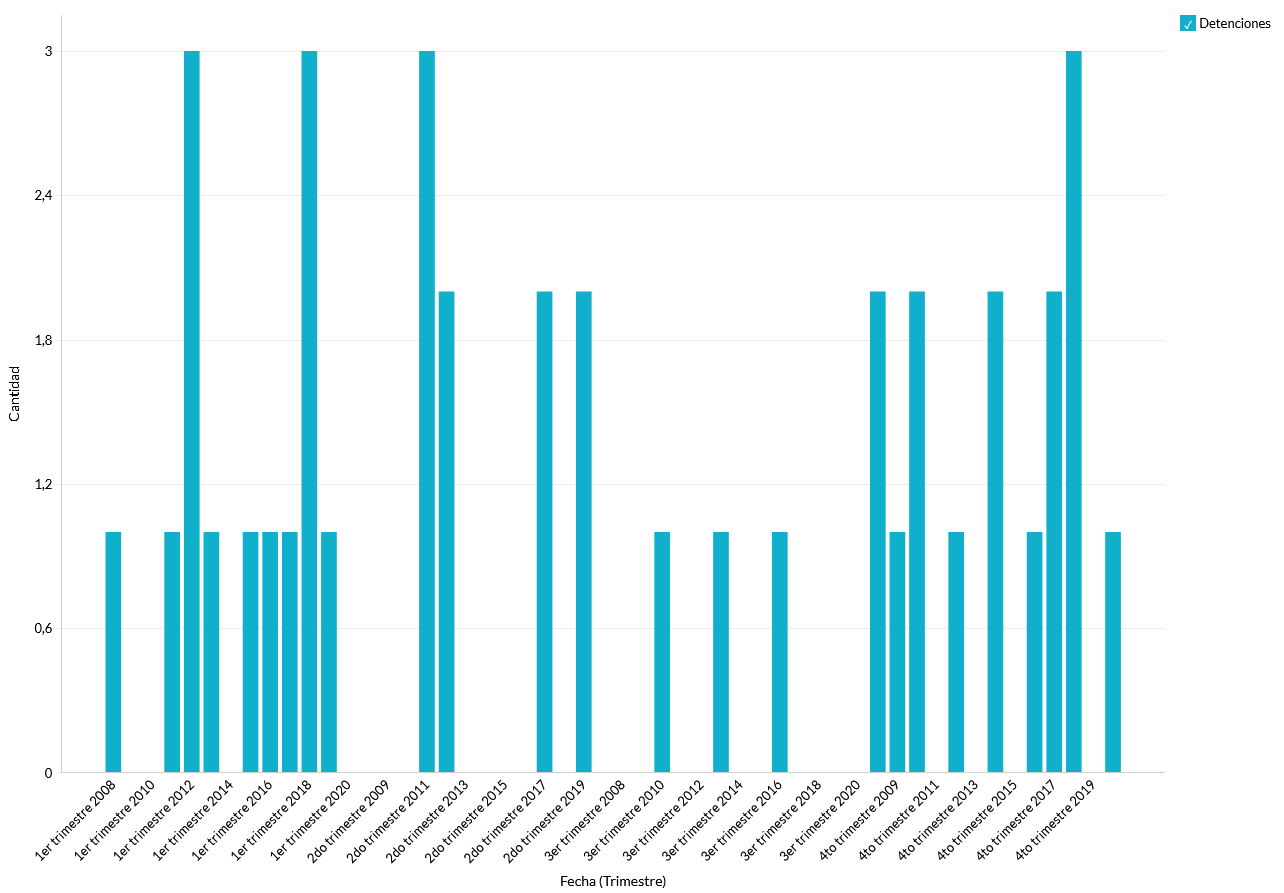 Detenciones
3
2,4
1,8
1,2
0,6
0
Cantidad
1er trimestre 2008
1er trimestre 2010
1er trimestre 2012
1er trimestre 2014
1er trimestre 2016
1er trimestre 2018
1er trimestre 2020
2do trimestre 2009
2do trimestre 2011
2do trimestre 2013
2do trimestre 2015
2do trimestre 2017
2do trimestre 2019
3er trimestre 2008
3er trimestre 2010
3er trimestre 2012
3er trimestre 2014
3er trimestre 2016
3er trimestre 2018
3er trimestre 2020
4to trimestre 2009
4to trimestre 2011
4to trimestre 2013
4to trimestre 2015
4to trimestre 2017
4to trimestre 2019
Fecha (Trimestre)